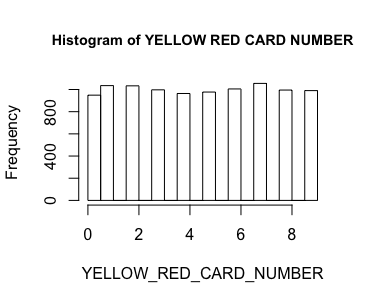 Histogram of YELLOW RED CARD NUMBER
Frequency
800
400
0
0 2 4 6 8
YELLOW_RED_CARD_NUMBER